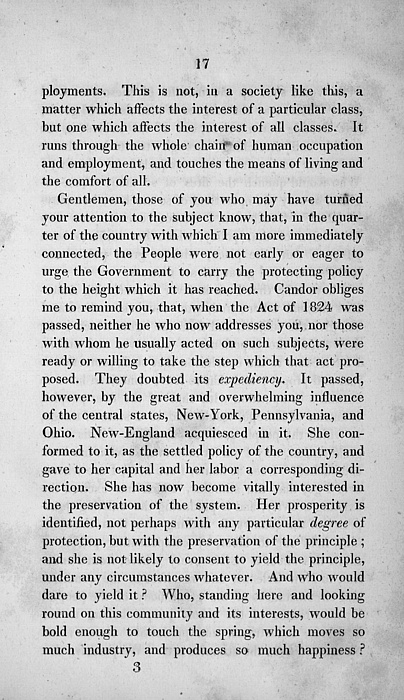 17
ployments. This is not, in a society like this, a
matter which affects the interest of a particular class,
but one which affects the interest of all classes. It
runs through the whole chain of human occupation
and employment, and touches the means of living and
the comfort of all.
Gentlemen, those of you who may have turned
your attention to the subject know, that, in the quar-
ter of the country with which I am more immediately
connected, the People were not early or eager to
urge the Government to carry the protecting policy
to the height which it has reached. Candor obliges
me to remind you, that, when the Act of 1824 was
passed, neither he who now addresses you, nor those
with whom he usually acted on such subjects, were
ready or willing to take the step which that act pro-
posed. They doubted its expediency. It passed,
however, by the great and overwhelming influence
of the central states, New-York, Pennsylvania, and
Ohio. New-England acquiesced in it. She con-
formed to it, as the settled policy of the country, and
gave to her capital and her labor a corresponding di-
rection. She has now become vitally interested in
the preservation of the system. Her prosperity is
identified, not perhaps with any particular degree of
protection, but with the preservation of the principle;
and she is not likely to consent to yield the principle,
under any circumstances whatever. And who would
dare to yield it? Who, standing here and looking
round on this community and its interests, would be
bold enough to touch the spring, which moves so
much industry, and produces so much happiness?
3